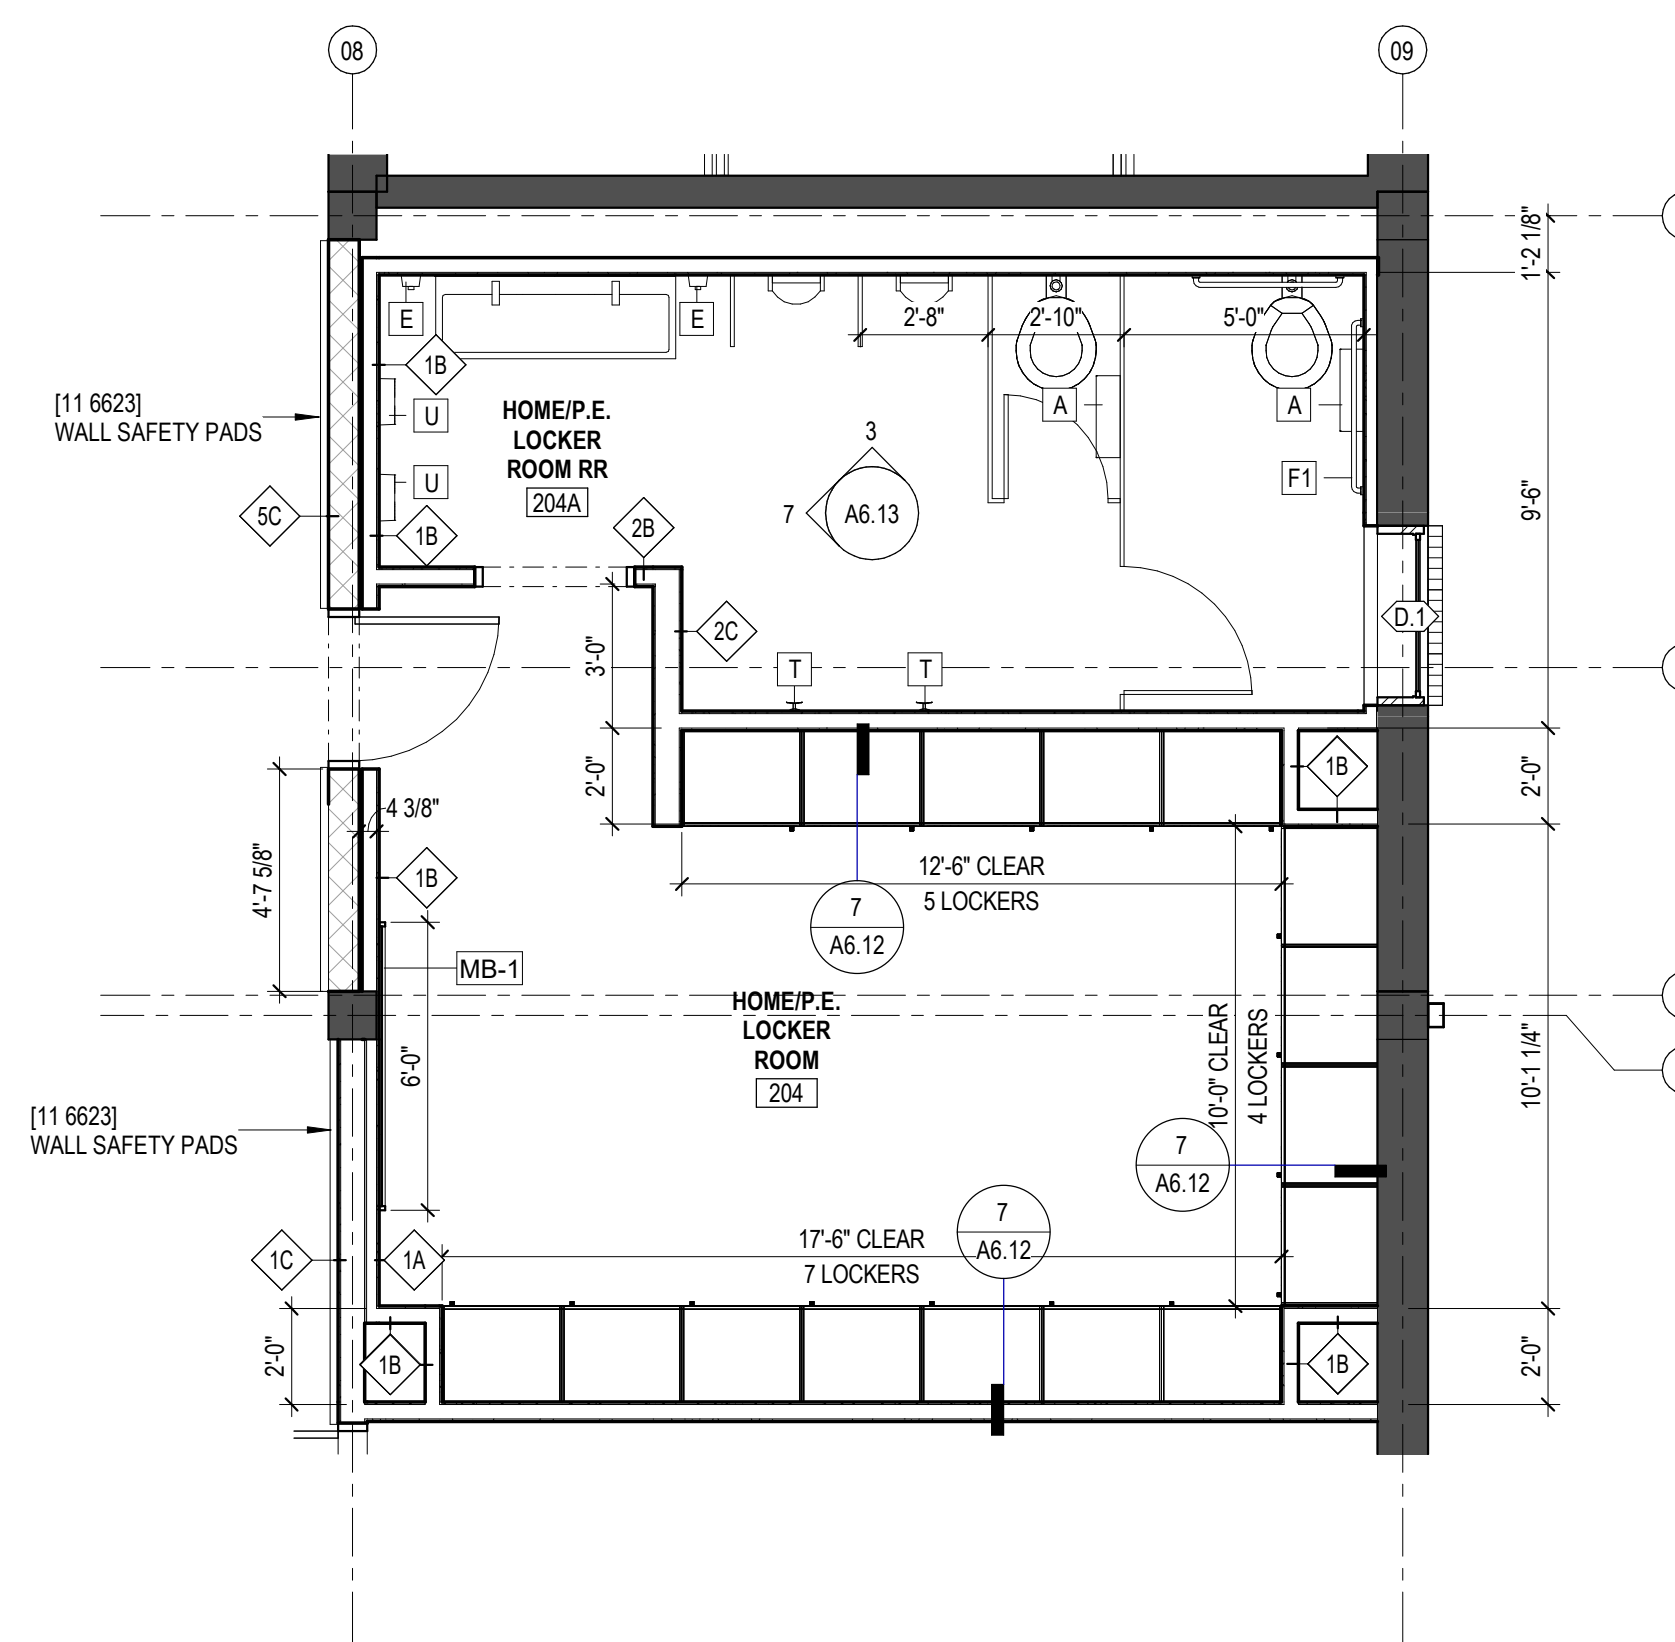 08
09
1'-2 1/8"
E
E
2'-8"
2'-10"
5'-0"
1B
[11 6623]
WALL SAFETY PADS
U
HOME/P.E.
LOCKER
ROOM RR
204A
A
A
3
U
F1
7
A6.13
9'-6"
5C
1B
2B
D.1
2C
3'-0"
T
T
2'-0"
1B
2'-0"
4 3/8"
4'-7 5/8"
1B
12'-6" CLEAR
5 LOCKERS
7
A6.12
MB-1
HOME/P.E.
LOCKER
ROOM
204
6'-0"
10'-0" CLEAR
4 LOCKERS
10'-1 1/4"
[11 6623]
WALL SAFETY PADS
7
A6.12
7
A6.12
17'-6" CLEAR
7 LOCKERS
1C
1A
2'-0"
1B
1B
2'-0"